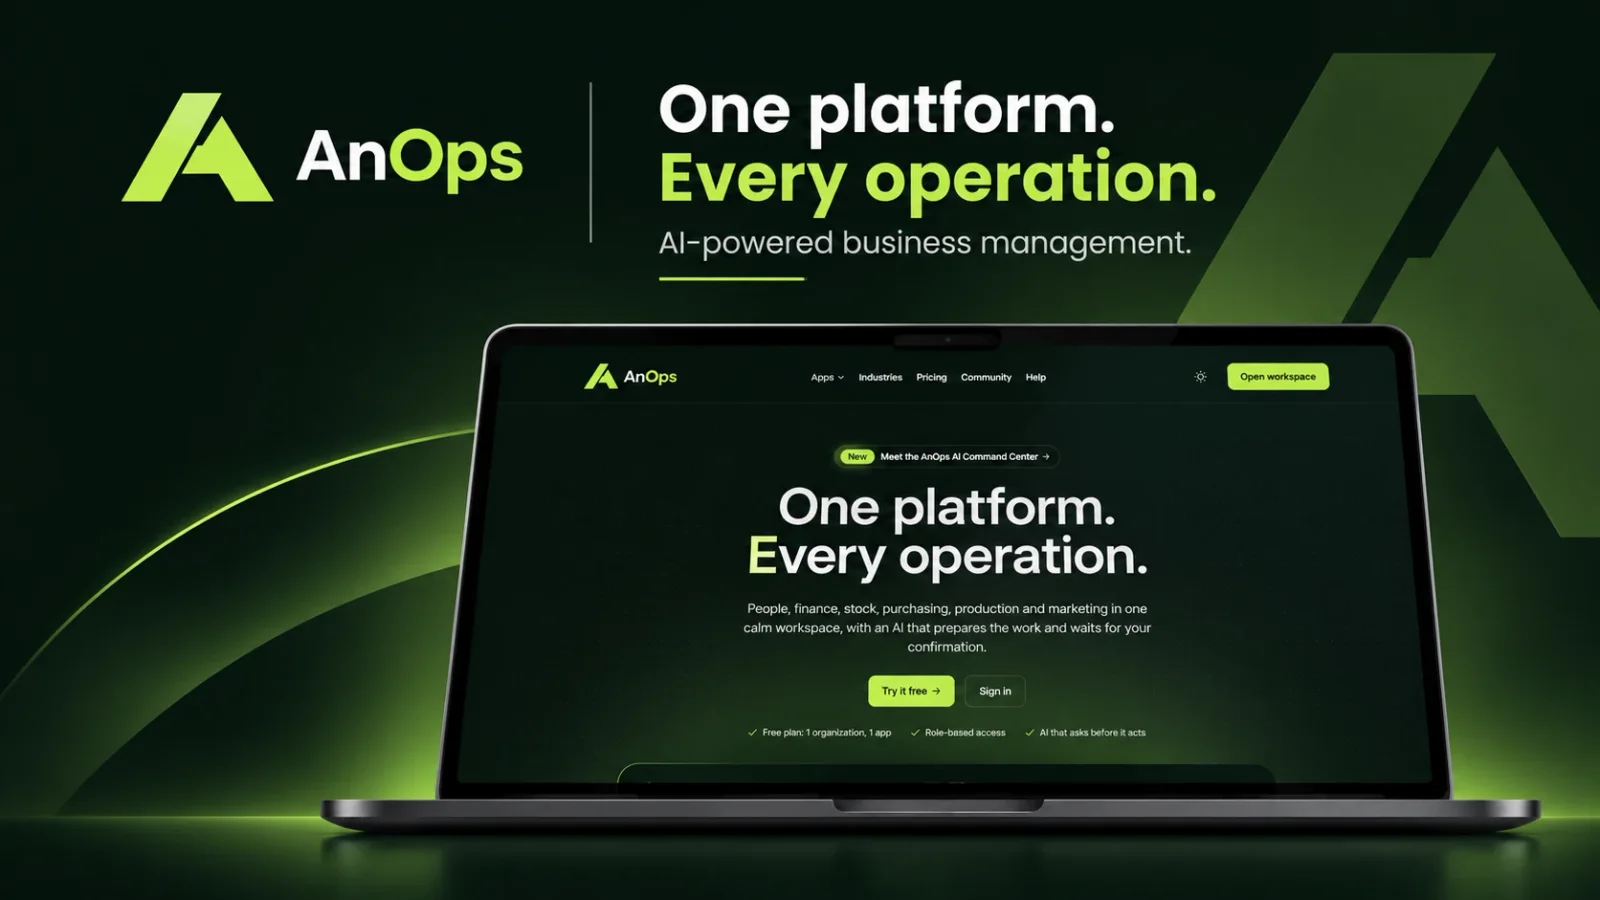 AnOps
One platform.
Every operation.
AI-powered business management.
AnOps
Apps
Industries
Pricing
Community
Help
Open workspace
New
Meet the AnOps AI Command Center →
One platform.
Every operation.
People, finance, stock, purchasing, production and marketing in one
calm workspace, with an AI that prepares the work and waits for your
confirmation.
Try it free →
Sign in
Free plan: 1 organization, 1 app
Role-based access
AI that asks before it acts